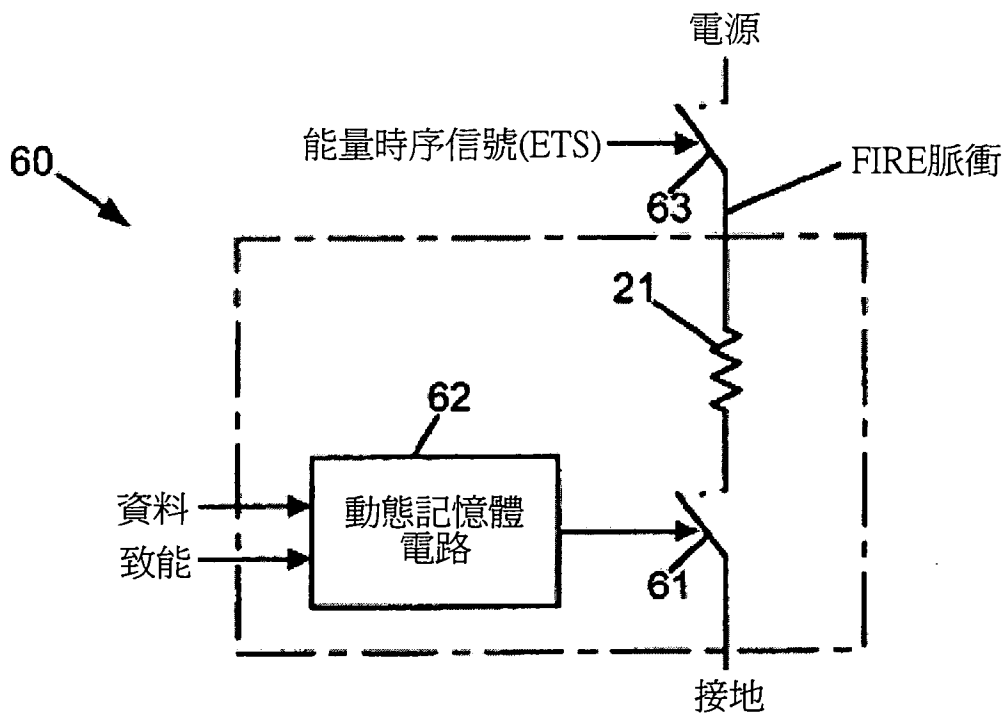 電源
能量時序信號(ETS)
60
63
FIRE脈衝
21
62
資料
致能
動態記憶體
電路
61
接地